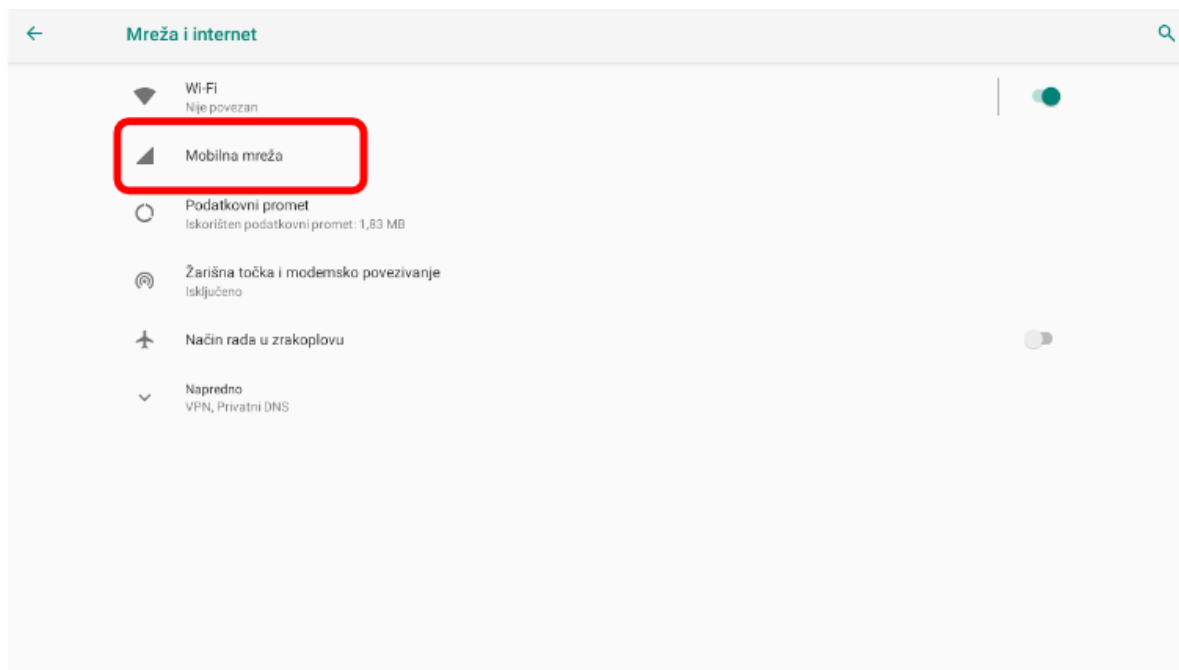 Mreža i internet
Wi-Fi
Nije povezan
Mobilna mreža
Podatkovni promet
Iskorišten podatkovni promet: 1,83 MB
Žarišna točka i modemsko povezivanje
Isključeno
Način rada u zrakoplovu
Napredno
VPN, Privatni DNS